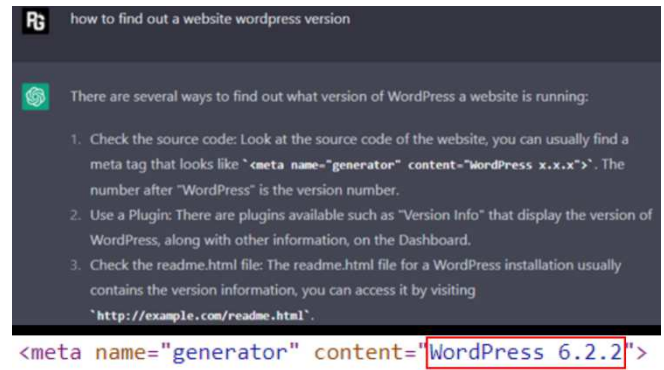 PG how to find out a website wordpress version
There are several ways to find out what version of WordPress a website is running:
1. Check the source code: Look at the source code of the website, you can usually find a
meta tag that looks like `<meta name="generator" content="WordPress x.x.x">`. The
number after "WordPress" is the version number.
2. Use a Plugin: There are plugins available such as "Version Info" that display the version of
WordPress, along with other information, on the Dashboard.
3. Check the readme.html file: The readme.html file for a WordPress installation usually
contains the version information, you can access it by visiting
`http://example.com/readme.html`.
<meta name="generator" content="WordPress 6.2.2">